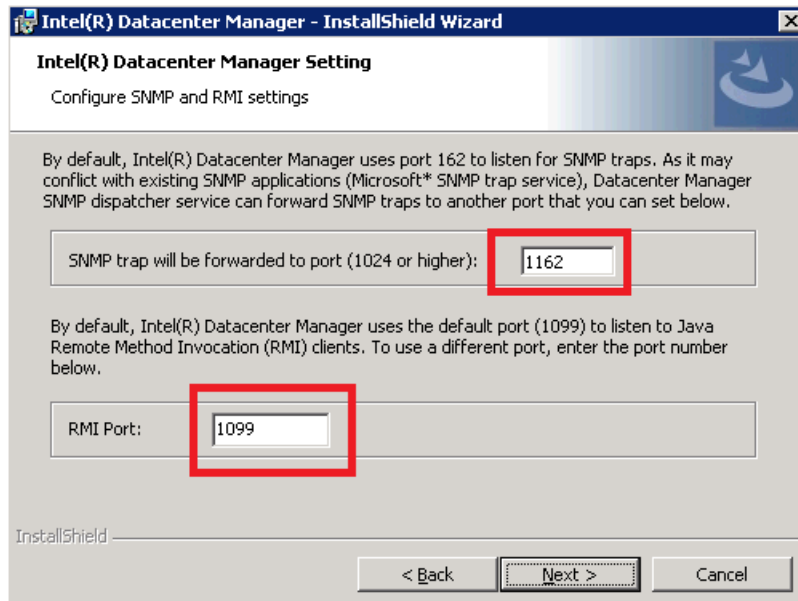 Intel(R) Datacenter Manager - InstallShield Wizard
Intel(R) Datacenter Manager Setting
Configure SNMP and RMI settings
By default, Intel(R) Datacenter Manager uses port 162 to listen for SNMP traps. As it may
conflict with existing SNMP applications (Microsoft* SNMP trap service), Datacenter Manager
SNMP dispatcher service can forward SNMP traps to another port that you can set below.
SNMP trap will be forwarded to port (1024 or higher): 1162
By default, Intel(R) Datacenter Manager uses the default port (1099) to listen to Java
Remote Method Invocation (RMI) clients. To use a different port, enter the port number
below.
RMI Port: 1099
InstallShield
< Back Next > Cancel